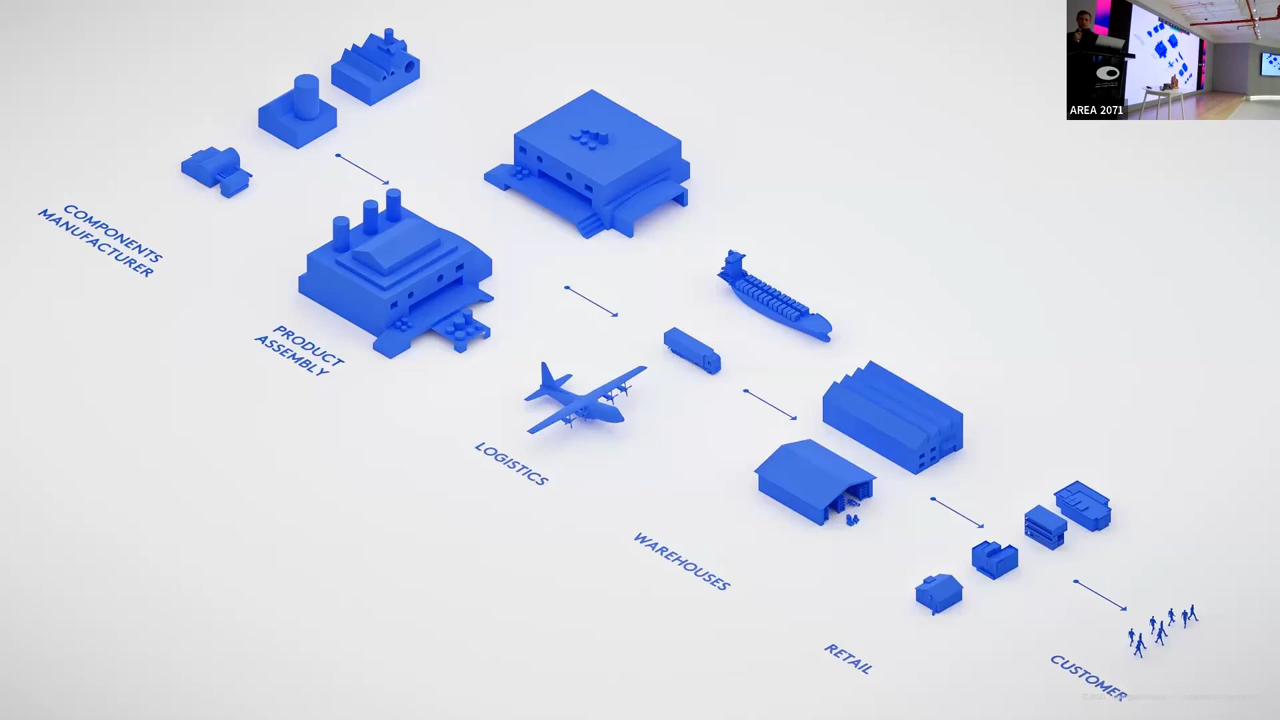 AREA 2071
COMPONENTS
MANUFACTURER
PRODUCT
ASSEMBLY
LOGISTICS
WAREHOUSES
RETAIL
CUSTOMER